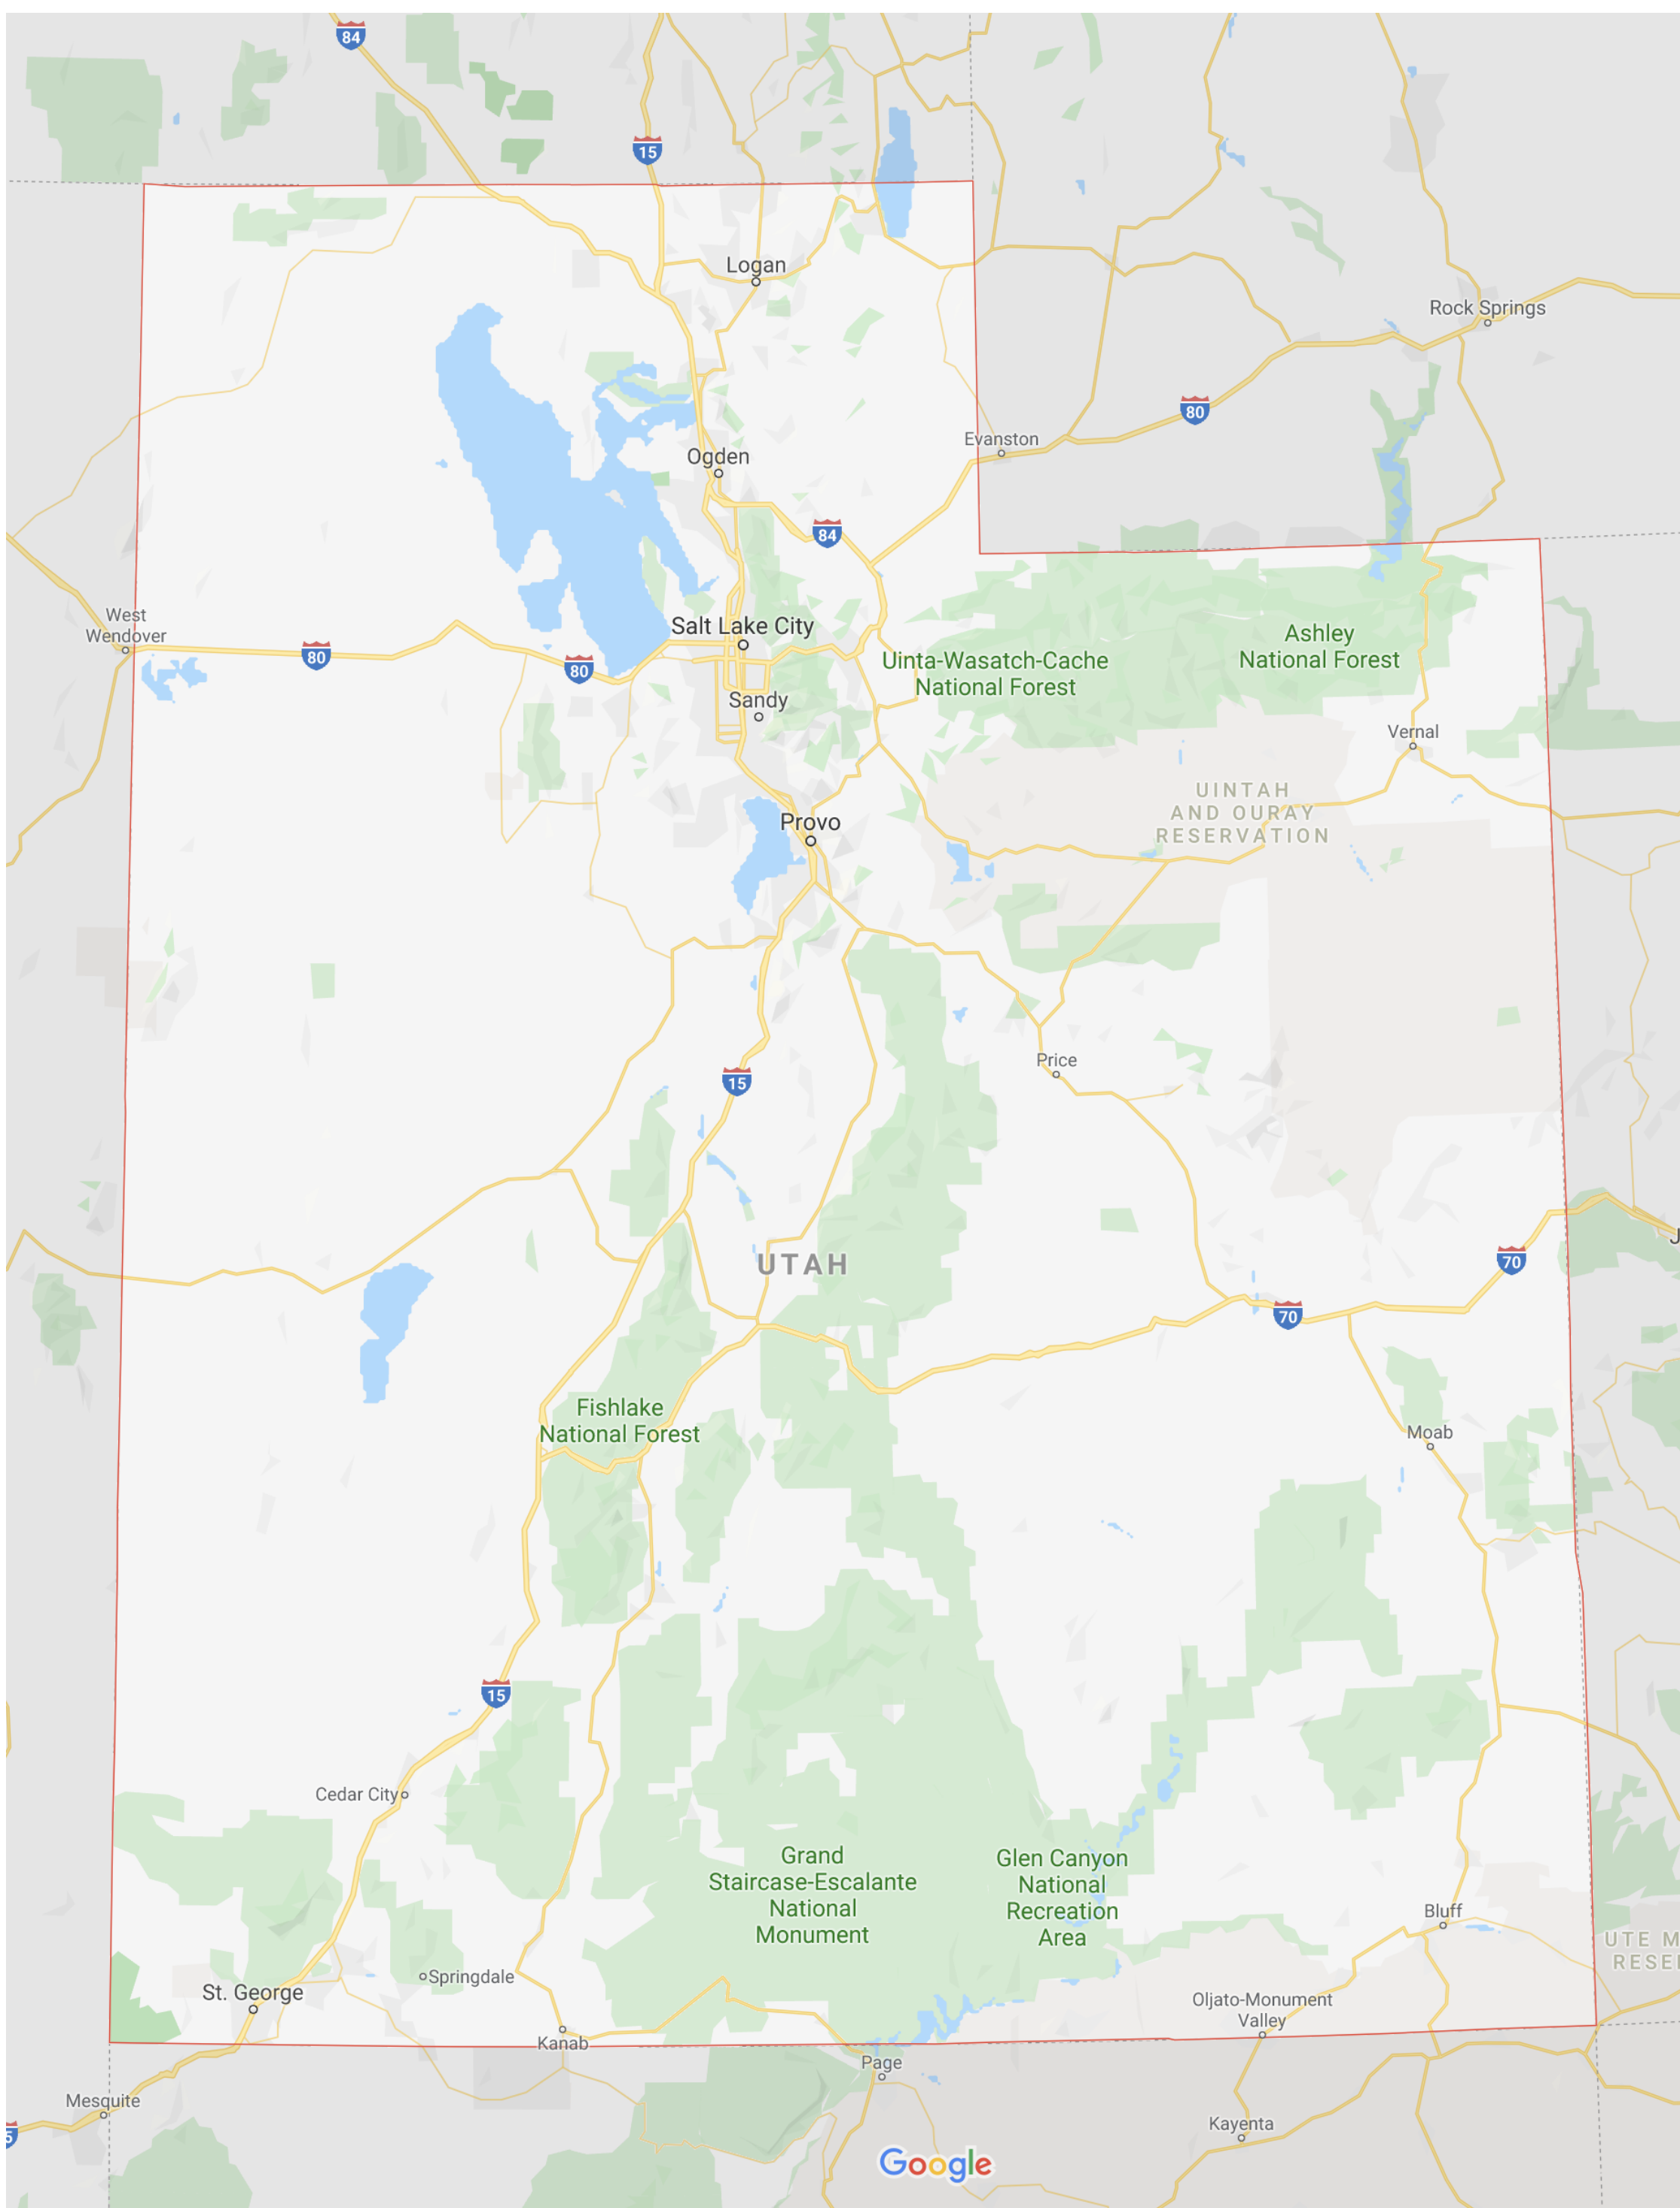 84
15
Logan
Rock Springs
80
Evanston
Ogden
84
West
Wendover
80
80
Salt Lake City
Uinta-Wasatch-Cache
National Forest
Ashley
National Forest
Sandy
Vernal
UINTAH
AND OURAY
RESERVATION
Provo
Price
15
J
UTAH
70
70
Fishlake
National Forest
Moab
15
Cedar City
Grand
Staircase-Escalante
National
Monument
Glen Canyon
National
Recreation
Area
Bluff
UTE M
RESE
Springdale
St. George
Oljato-Monument
Valley
Kanab
Page
Mesquite
Kayenta
5
Google